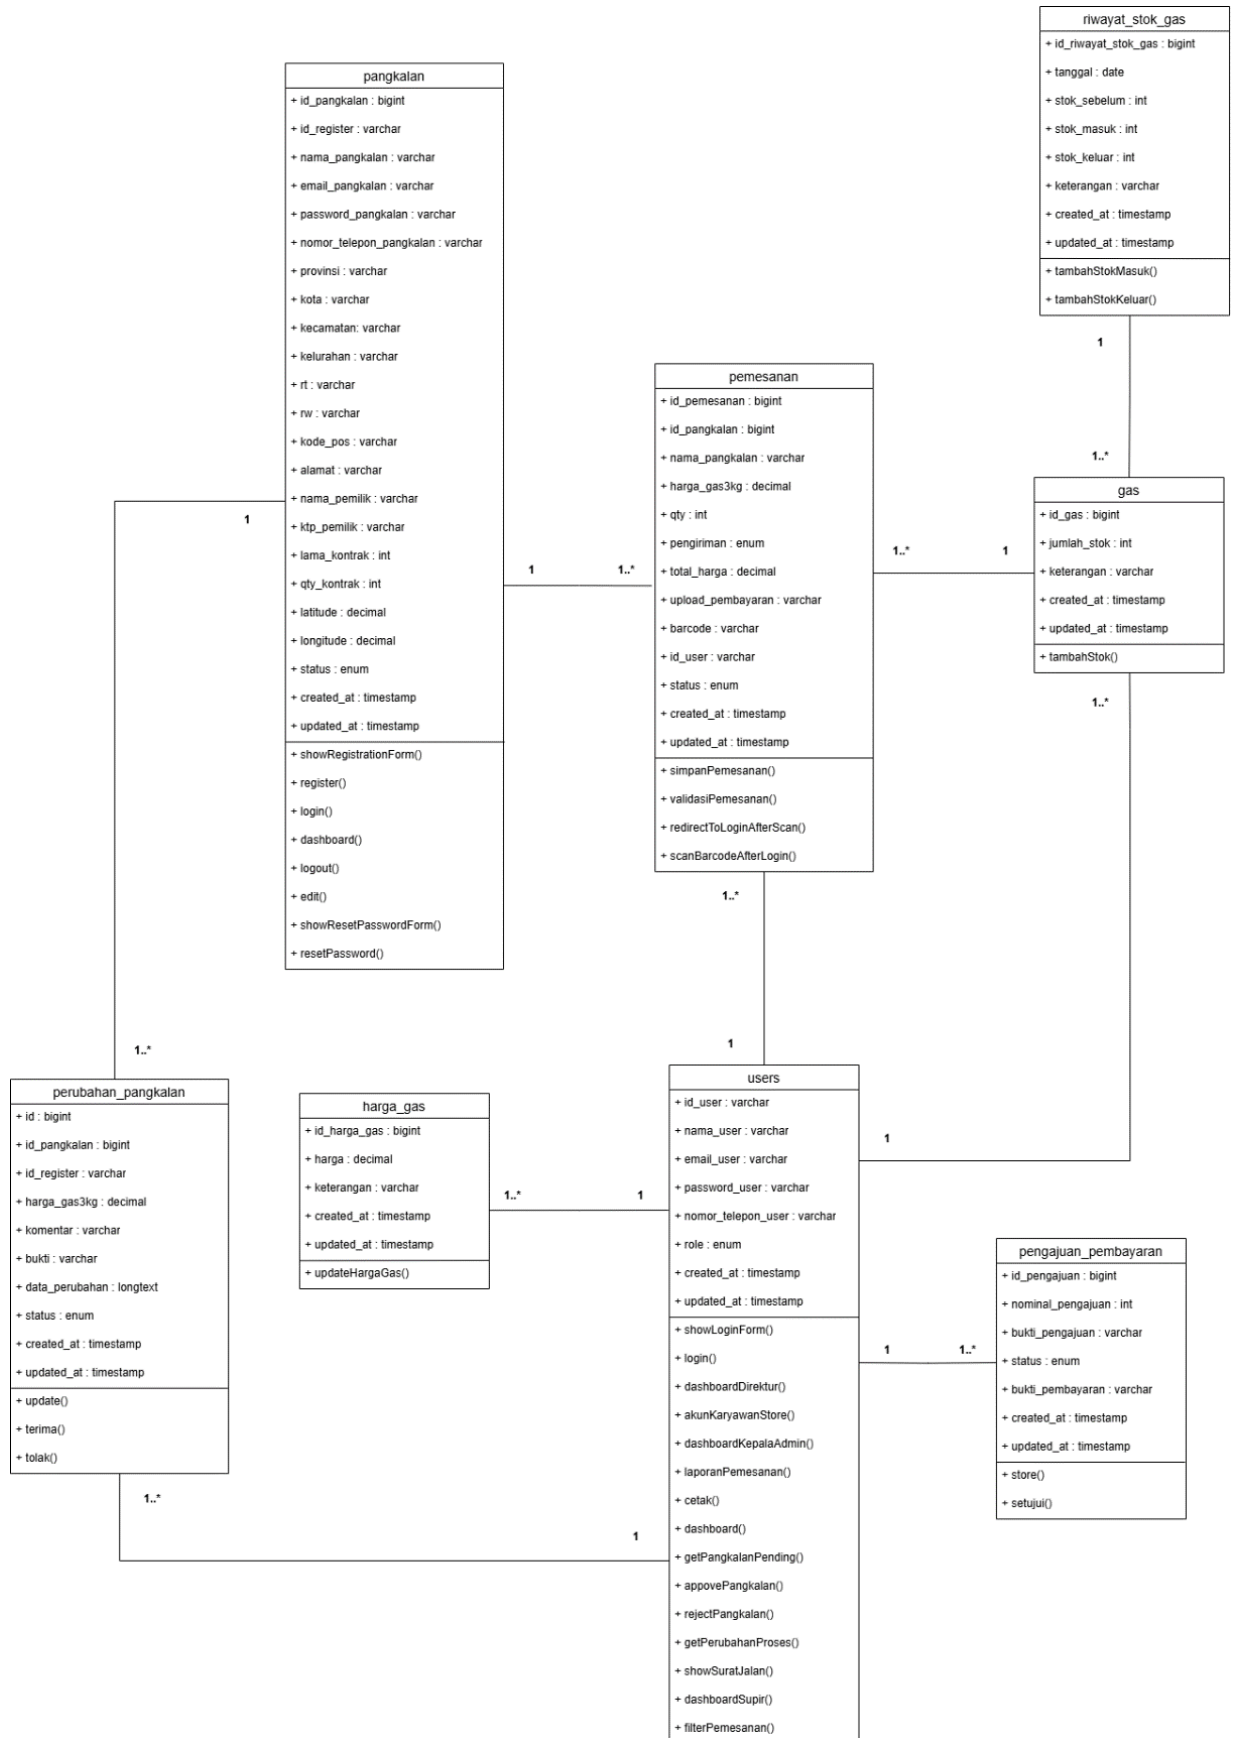 riwayat_stok_gas
+ id_riwayat_stok_gas : bigint
+ tanggal : date
+ stok_sebelum : int
+ stok_masuk : int
+ stok_keluar : int
+ keterangan : varchar
+ created_at : timestamp
+ updated_at : timestamp
+ tambahStokMasuk()
+ tambahStokKeluar()
1
1..*
pangkalan
+ id_pangkalan : bigint
+ id_register : varchar
+ nama_pangkalan : varchar
+ email_pangkalan : varchar
+ password_pangkalan : varchar
+ nomor_telepon_pangkalan : varchar
+ provinsi : varchar
+ kota : varchar
+ kecamatan: varchar
+ kelurahan : varchar
+ rt : varchar
+ rw : varchar
+ kode_pos : varchar
+ alamat : varchar
+ nama_pemilik : varchar
+ ktp_pemilik : varchar
+ lama_kontrak : int
+ qty_kontrak : int
+ latitude : decimal
+ longitude : decimal
+ status : enum
+ created_at : timestamp
+ updated_at : timestamp
+ showRegistrationForm()
+ register()
+ login()
+ dashboard()
+ logout()
+ edit()
+ showResetPasswordForm()
+ resetPassword()
1
1..*
1
1..*
pemesanan
+ id_pemesanan : bigint
+ id_pangkalan : bigint
+ nama_pangkalan : varchar
+ harga_gas3kg : decimal
+ qty : int
+ pengiriman : enum
+ total_harga : decimal
+ upload_pembayaran : varchar
+ barcode : varchar
+ id_user : varchar
+ status : enum
+ created_at : timestamp
+ updated_at : timestamp
+ simpanPemesanan()
+ validasiPemesanan()
+ redirectToLoginAfterScan()
+ scanBarcodeAfterLogin()
1..*
1
1..*
1
gas
+ id_gas : bigint
+ jumlah_stok : int
+ keterangan : varchar
+ created_at : timestamp
+ updated_at : timestamp
+ tambahStok()
1..*
1
perubahan_pangkalan
+ id : bigint
+ id_pangkalan : bigint
+ id_register : varchar
+ harga_gas3kg : decimal
+ komentar : varchar
+ bukti : varchar
+ data_perubahan : longtext
+ status : enum
+ created_at : timestamp
+ updated_at : timestamp
+ update()
+ terima()
+ tolak()
1..*
1
harga_gas
+ id_harga_gas : bigint
+ harga : decimal
+ keterangan : varchar
+ created_at : timestamp
+ updated_at : timestamp
+ updateHargaGas()
1..*
1
users
+ id_user : varchar
+ nama_user : varchar
+ email_user : varchar
+ password_user : varchar
+ nomor_telepon_user : varchar
+ role : enum
+ created_at : timestamp
+ updated_at : timestamp
+ showLoginForm()
+ login()
+ dashboardDirektur()
+ akunKaryawanStore()
+ dashboardKepalaAdmin()
+ laporanPemesanan()
+ cetak()
+ dashboard()
+ getPangkalanPending()
+ appovePangkalan()
+ rejectPangkalan()
+ getPerubahanProses()
+ showSuratJalan()
+ dashboardSupir()
+ filterPemesanan()
1
1..*
pengajuan_pembayaran
+ id_pengajuan : bigint
+ nominal_pengajuan : int
+ bukti_pengajuan : varchar
+ status : enum
+ bukti_pembayaran : varchar
+ created_at : timestamp
+ updated_at : timestamp
+ store()
+ setujui()